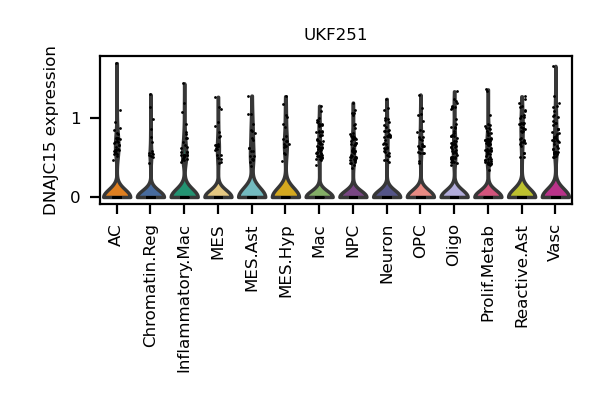 UKF251
DNAJC15 expression
1
0
AC
Chromatin.Reg
Inflammatory.Mac
MES
MES.Ast
MES.Hyp
Mac
NPC
Neuron
OPC
Oligo
Prolif.Metab
Reactive.Ast
Vasc